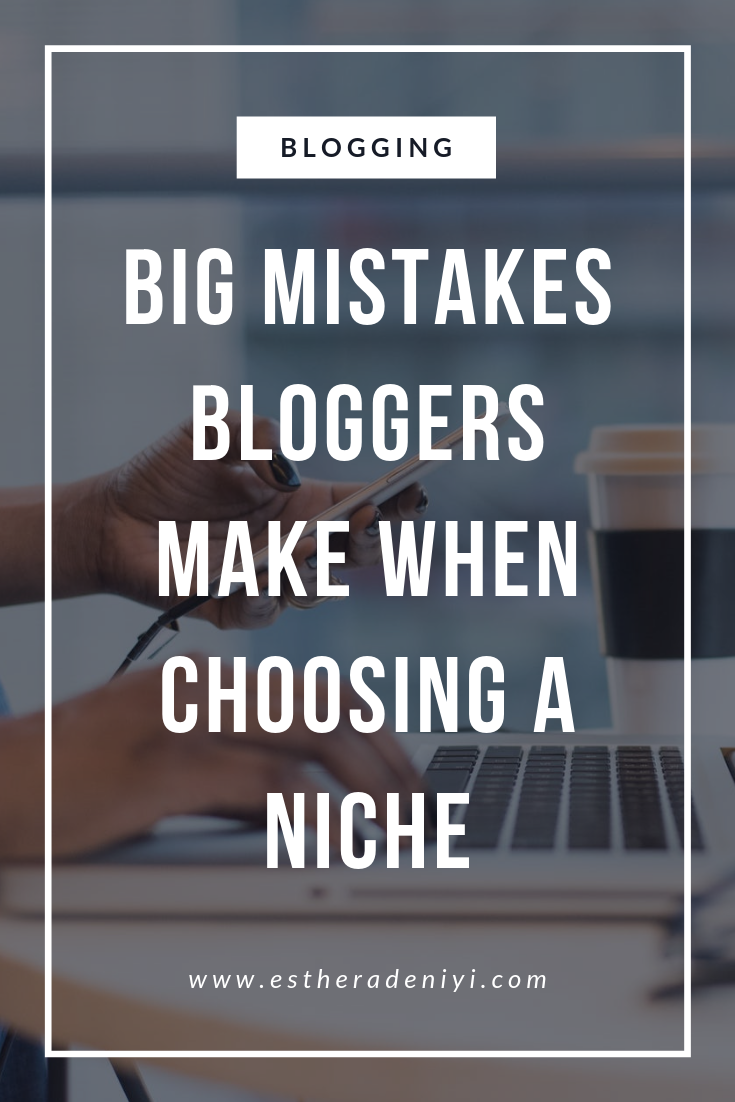 BLOGGING
BIG MISTAKES
BLOGGERS
MAKE WHEN
CHOOSING A
NICHE
www.estheradeniyi.com